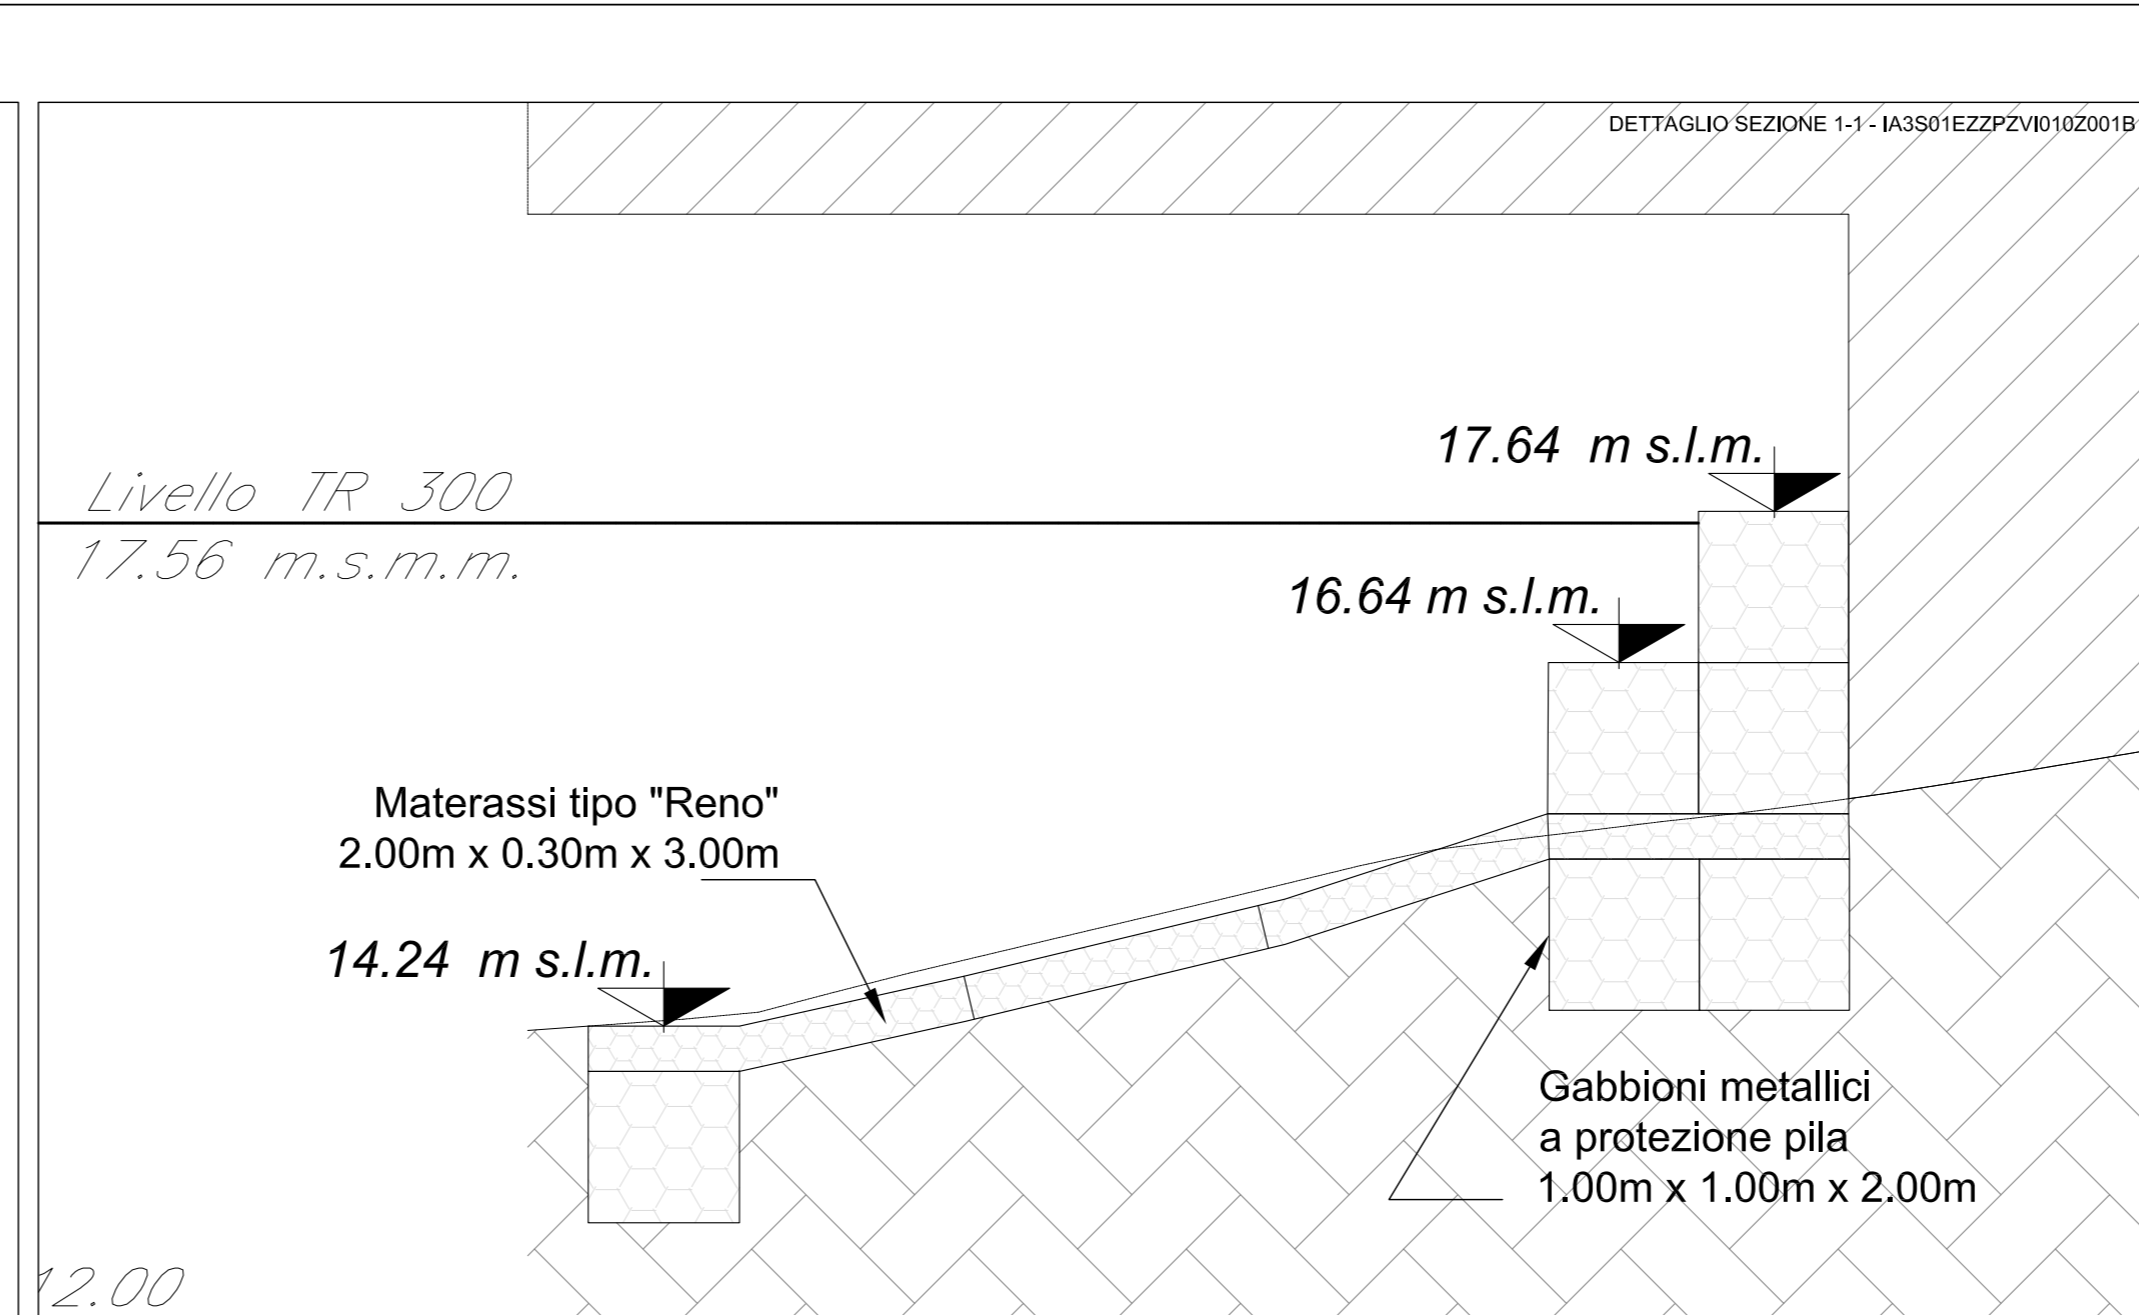 DETTAGLIO SEZIONE 1-1 - IA3S01EZZPZVI010Z001B
17.64 m s.l.m.
Livello TR 300
17.56 m.s.m.m.
16.64 m s.l.m.
Materassi tipo "Reno"
2.00m x 0.30m x 3.00m
14.24 m s.l.m.
Gabbioni metallici
a protezione pila
1.00m x 1.00m x 2.00m
12.00